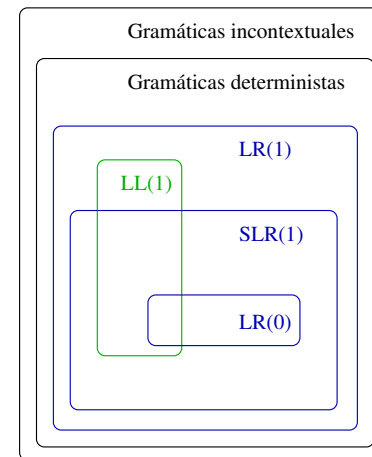 Gramáticas incontextuales
Gramáticas deterministas
LR(1)
LL(1)
SLR(1)
LR(0)